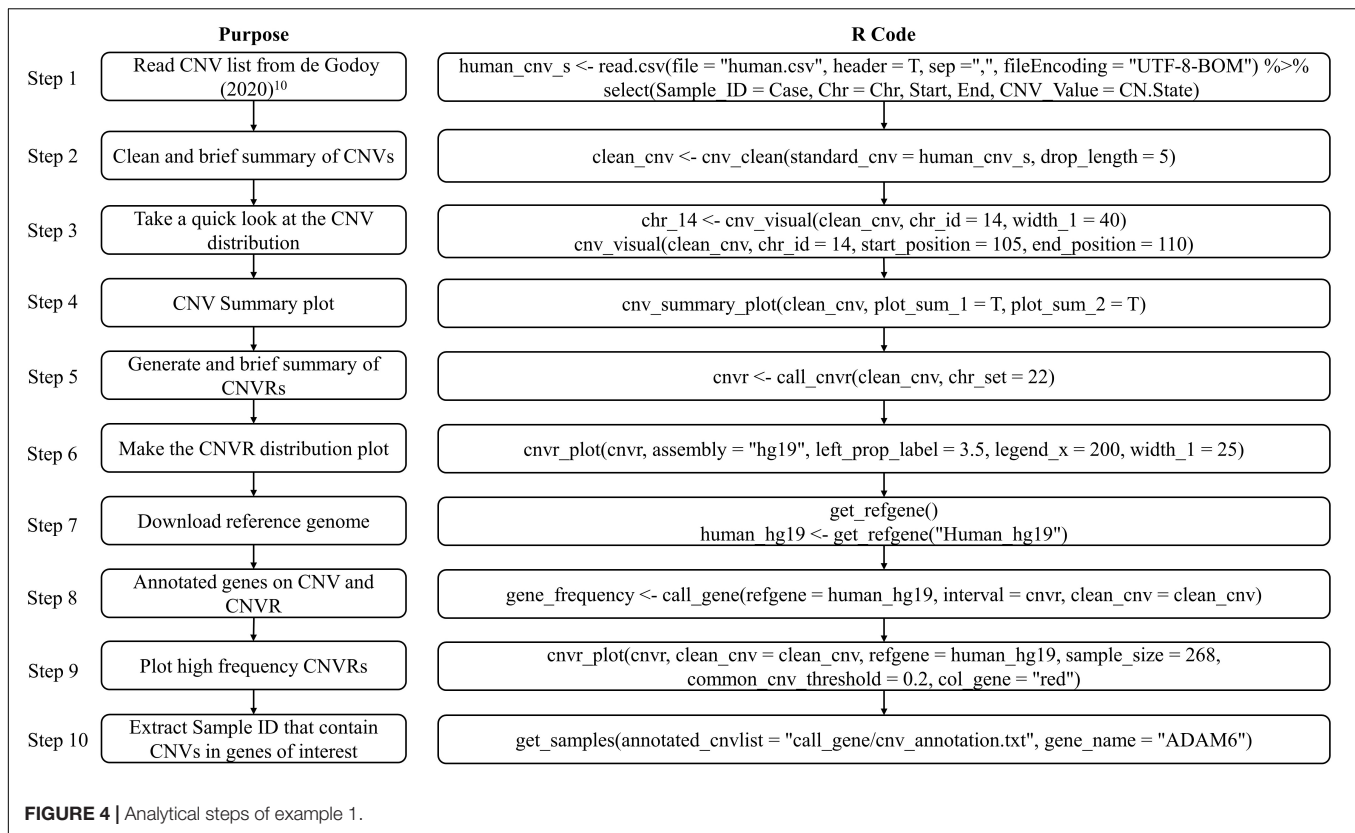 Purpose
R Code
Step 1
Read CNV list from de Godoy
(2020)10
human_cnv_s <- read.csv(file = "human.csv", header = T, sep =",", fileEncoding = "UTF-8-BOM") %>%
select(Sample_ID = Case, Chr = Chr, Start, End, CNV_Value = CN.State)
Step 2
Clean and brief summary of CNVs
clean_cnv <- cnv_clean(standard_cnv = human_cnv_s, drop_length = 5)
Step 3
Take a quick look at the CNV
distribution
chr_14 <- cnv_visual(clean_cnv, chr_id = 14, width_1 = 40)
cnv_visual(clean_cnv, chr_id = 14, start_position = 105, end_position = 110)
Step 4
CNV Summary plot
cnv_summary_plot(clean_cnv, plot_sum_1 = T, plot_sum_2 = T)
Step 5
Generate and brief summary of
CNVRs
cnvr <- call_cnvr(clean_cnv, chr_set = 22)
Step 6
Make the CNVR distribution plot
cnvr_plot(cnvr, assembly = "hg19", left_prop_label = 3.5, legend_x = 200, width_1 = 25)
Step 7
Download reference genome
get_refgene()
human_hg19 <- get_refgene("Human_hg19")
Step 8
Annotated genes on CNV and
CNVR
gene_frequency <- call_gene(refgene = human_hg19, interval = cnvr, clean_cnv = clean_cnv)
Step 9
Plot high frequency CNVRs
cnvr_plot(cnvr, clean_cnv = clean_cnv, refgene = human_hg19, sample_size = 268,
common_cnv_threshold = 0.2, col_gene = "red")
Step 10
Extract Sample ID that contain
CNVs in genes of interest
get_samples(annotated_cnvlist = "call_gene/cnv_annotation.txt", gene_name = "ADAM6")
FIGURE 4 | Analytical steps of example 1.